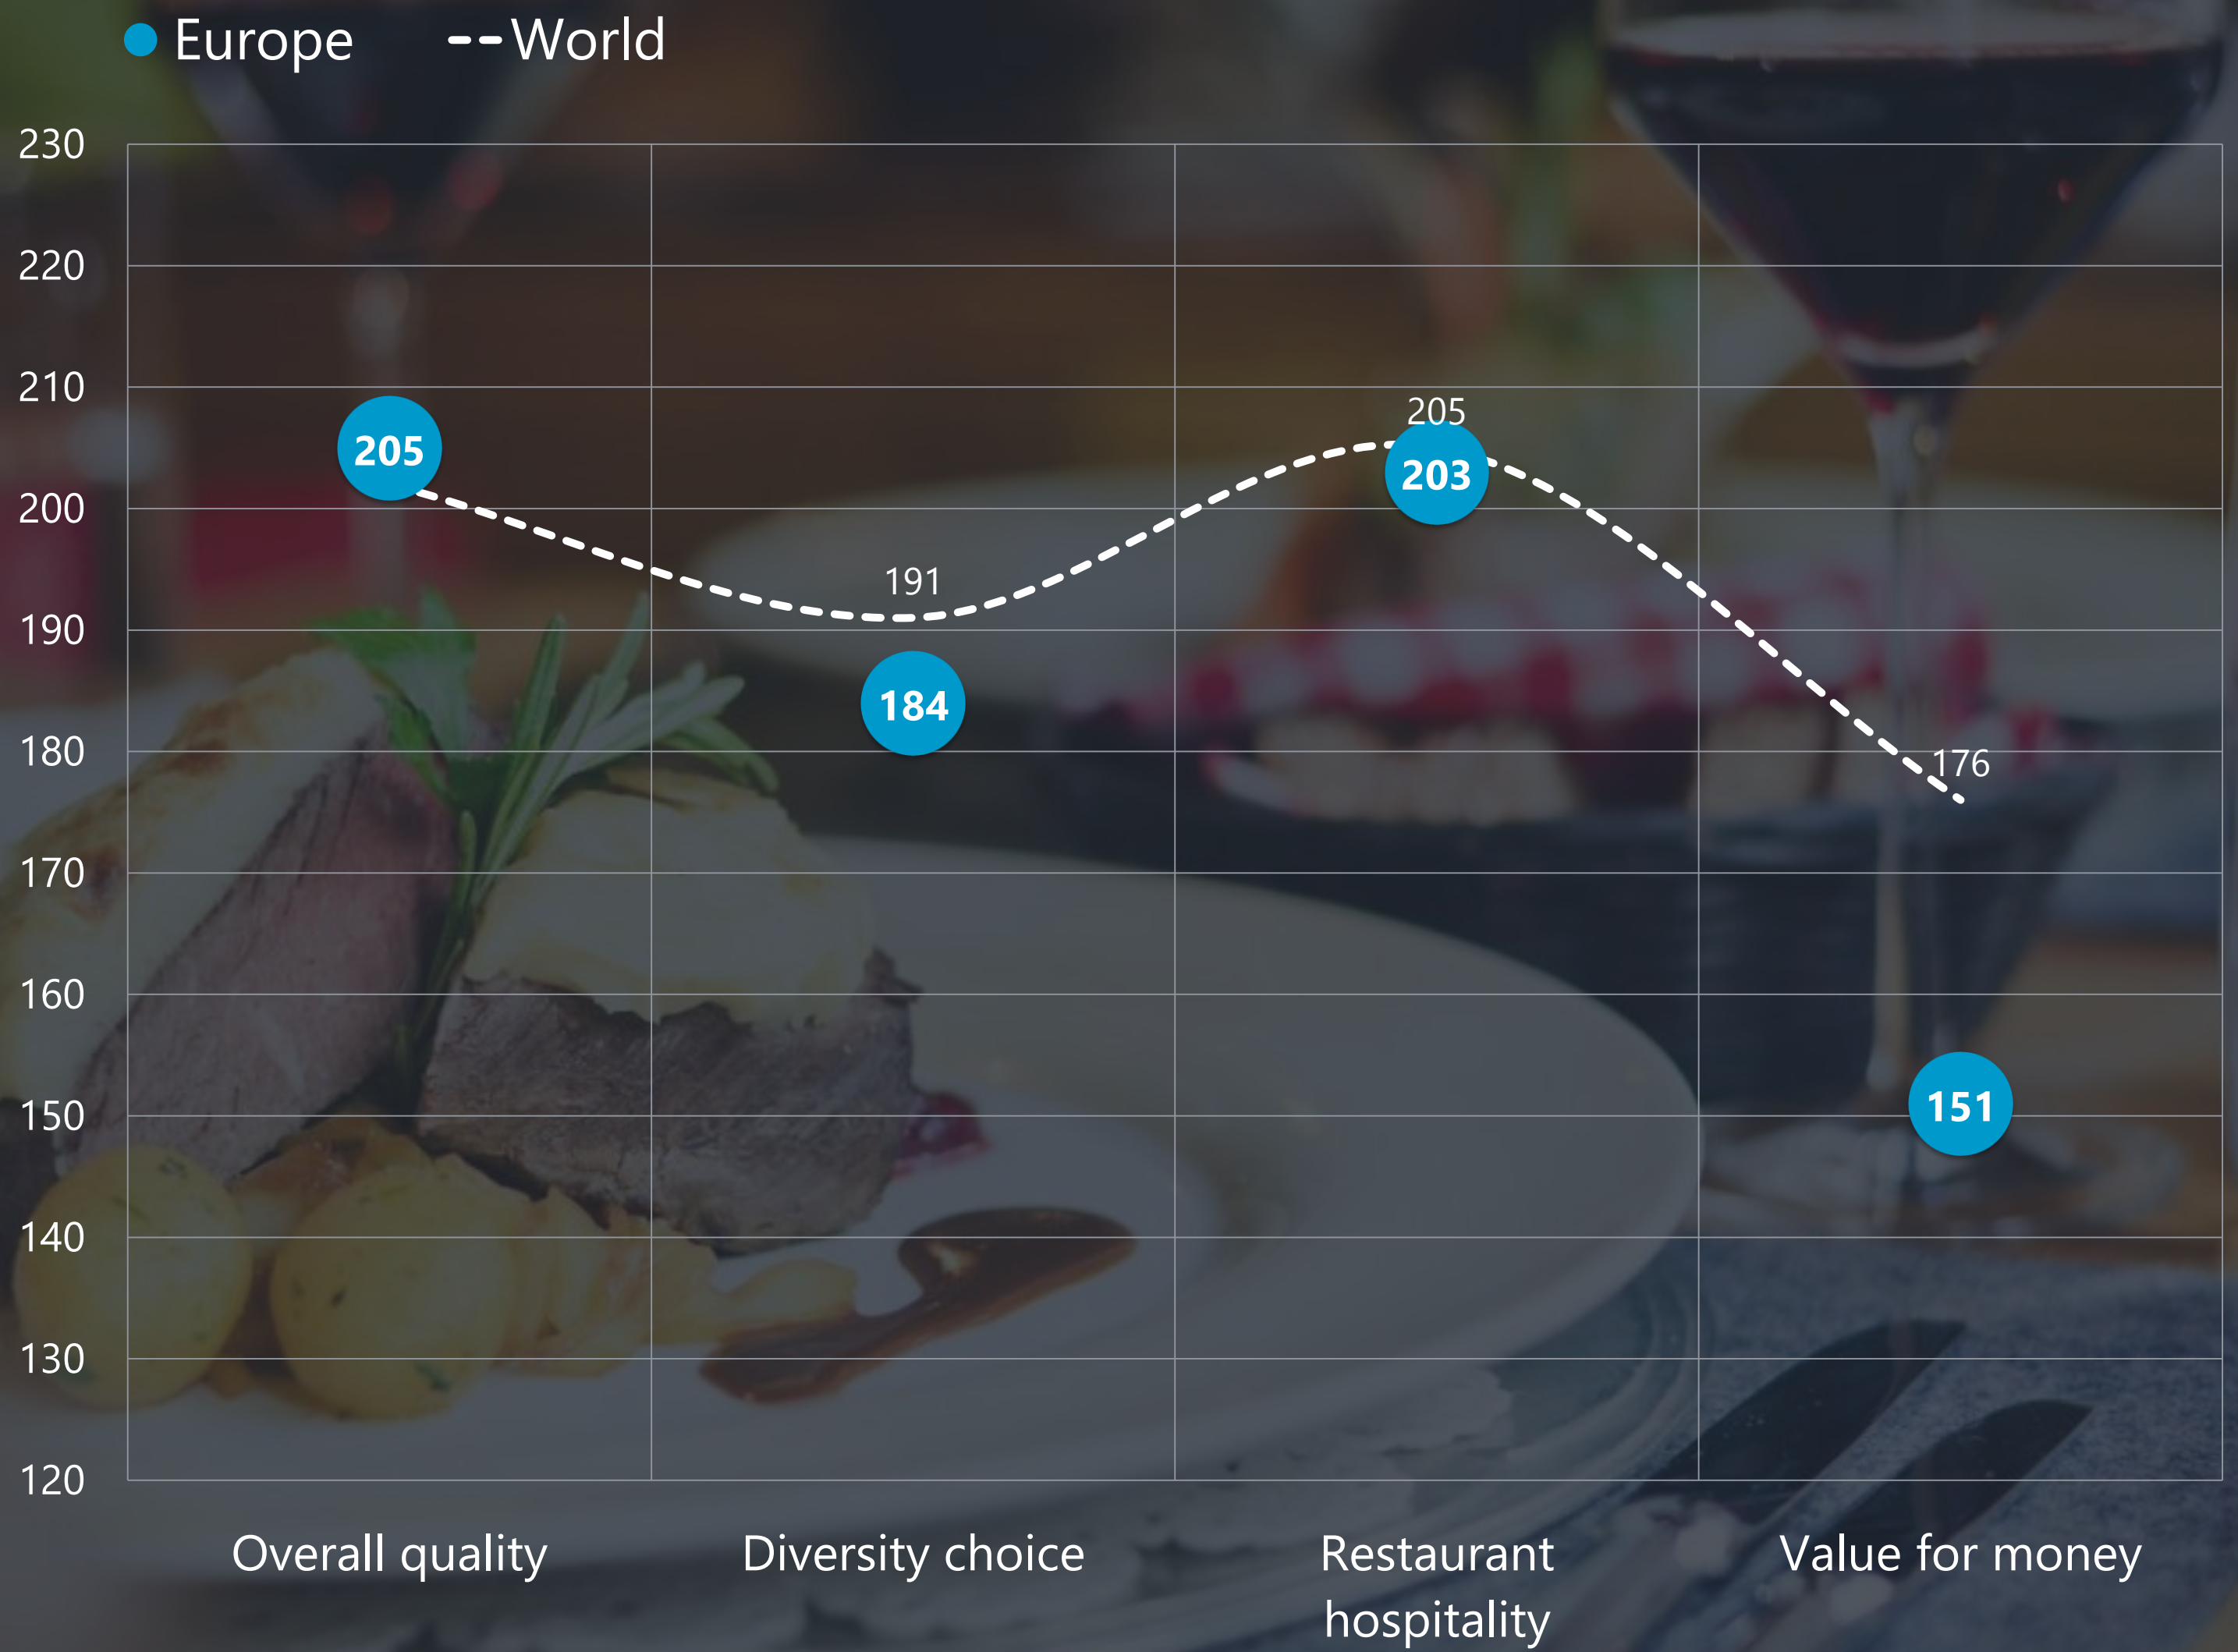 Europe
World
230
220
210
200
190
180
170
160
150
140
130
120
205
191
184
205
203
176
151
Overall quality
Diversity choice
Restaurant
hospitality
Value for money